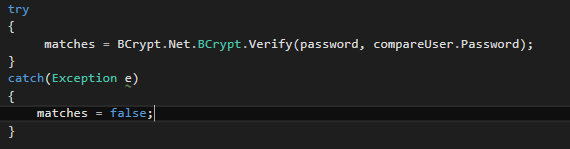 try
{
matches = BCrypt.Net.BCrypt.Verify(password, compareUser.Password);
}
catch(Exception e)
{
matches = false;
}